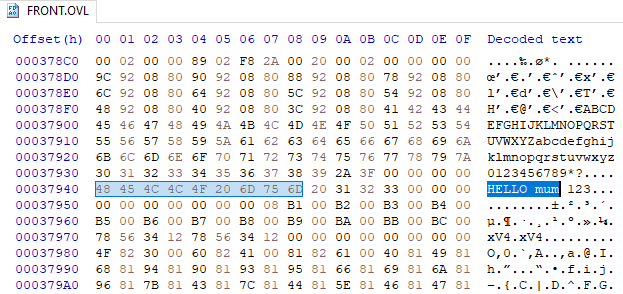 FRONT.OVL
Offset(h) 00 01 02 03 04 05 06 07 08 09 0A 0B 0C 0D 0E 0F Decoded text
000378C0 00 02 00 00 89 02 F8 2A 00 20 02 00 00 02 00 00 ....‰.ø*. ......
000378D0 9C 92 08 80 90 92 08 80 88 92 08 80 78 92 08 80 œ’.€.’.€ˆ’.€x’.€
000378E0 6C 92 08 80 64 92 08 80 5C 92 08 80 54 92 08 80 l’.€d’.€\’.€T’.€
000378F0 48 92 08 80 40 92 08 80 3C 92 08 80 41 42 43 44 H’.€@’.€<’.€ABCD
00037900 45 46 47 48 49 4A 4B 4C 4D 4E 4F 50 51 52 53 54 EFGHIJKLMNOPQRST
00037910 55 56 57 58 59 5A 61 62 63 64 65 66 67 68 69 6A UVWXYZabcdefghij
00037920 6B 6C 6D 6E 6F 70 71 72 73 74 75 76 77 78 79 7A klmnopqrstuvwxyz
00037930 30 31 32 33 34 35 36 37 38 39 2A 3F 00 00 00 00 0123456789*?....
00037940 48 45 4C 4C 4F 20 6D 75 6D 20 31 32 33 00 00 00 HELLO mum 123...
00037950 00 00 00 00 00 00 08 B1 00 B2 00 B3 00 B4 00 .......±.².³.´.
00037960 B5 00 B6 00 B7 00 B8 00 B9 00 BA 00 BB 00 BC 00 µ.¶.·.¸.¹.º.».¼.
00037970 78 56 34 12 78 56 34 12 00 00 00 00 00 00 00 00 xV4.xV4.........
00037980 4F 82 30 00 60 82 41 00 81 82 61 00 40 81 49 81 O‚0.`‚A..‚a.@.I.
00037990 68 81 94 81 90 81 93 81 95 81 66 81 69 81 6A 81 h.”...“.•.f.i.j.
000379A0 96 81 7B 81 43 81 7C 81 44 81 5E 81 46 81 47 81 –.{.C.|.D.^.F.G.